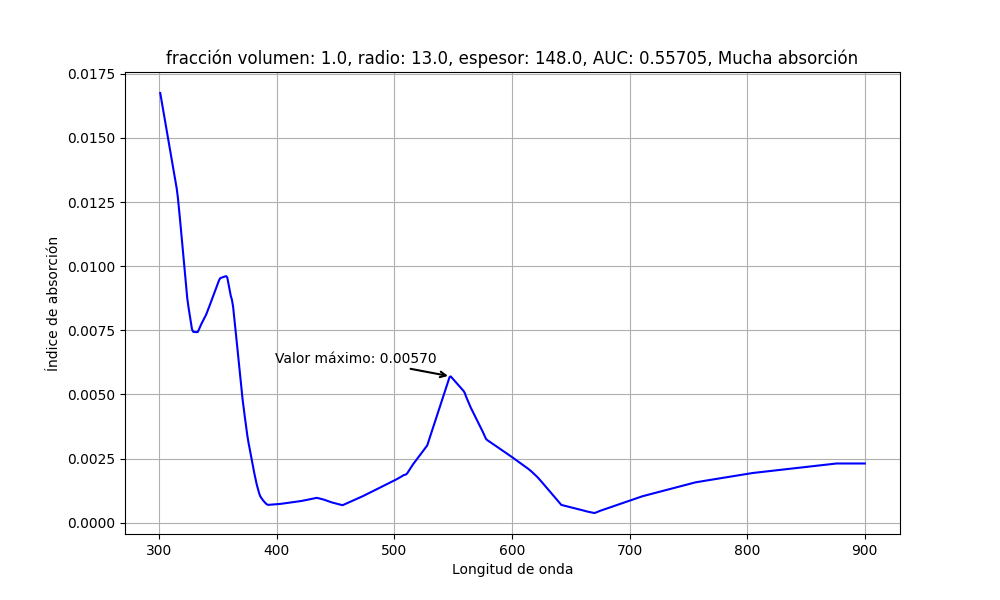 fracción volumen: 1.0, radio: 13.0, espesor: 148.0, AUC: 0.55705, Mucha absorción
0.0175
0.0150
0.0125
0.0100
0.0075
0.0050
0.0025
0.0000
Índice de absorción
Valor máximo: 0.00570
300 400 500 600 700 800 900
Longitud de onda